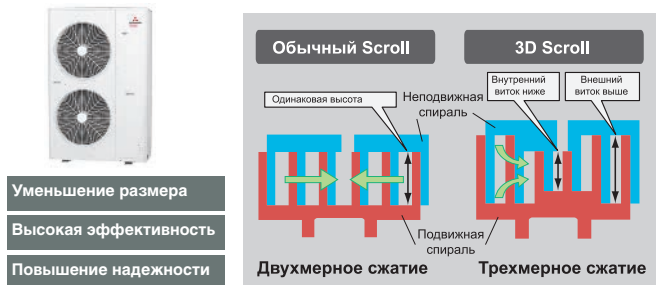 Уменьшение размера
Высокая эффективность
Повышение надежности
Обычный Scroll
3D Scroll
Одинаковая высота
Неподвижная
спираль
Внутренний
виток ниже
Внешний
виток выше
Подвижная
спираль
Двухмерное сжатие
Трехмерное сжатие